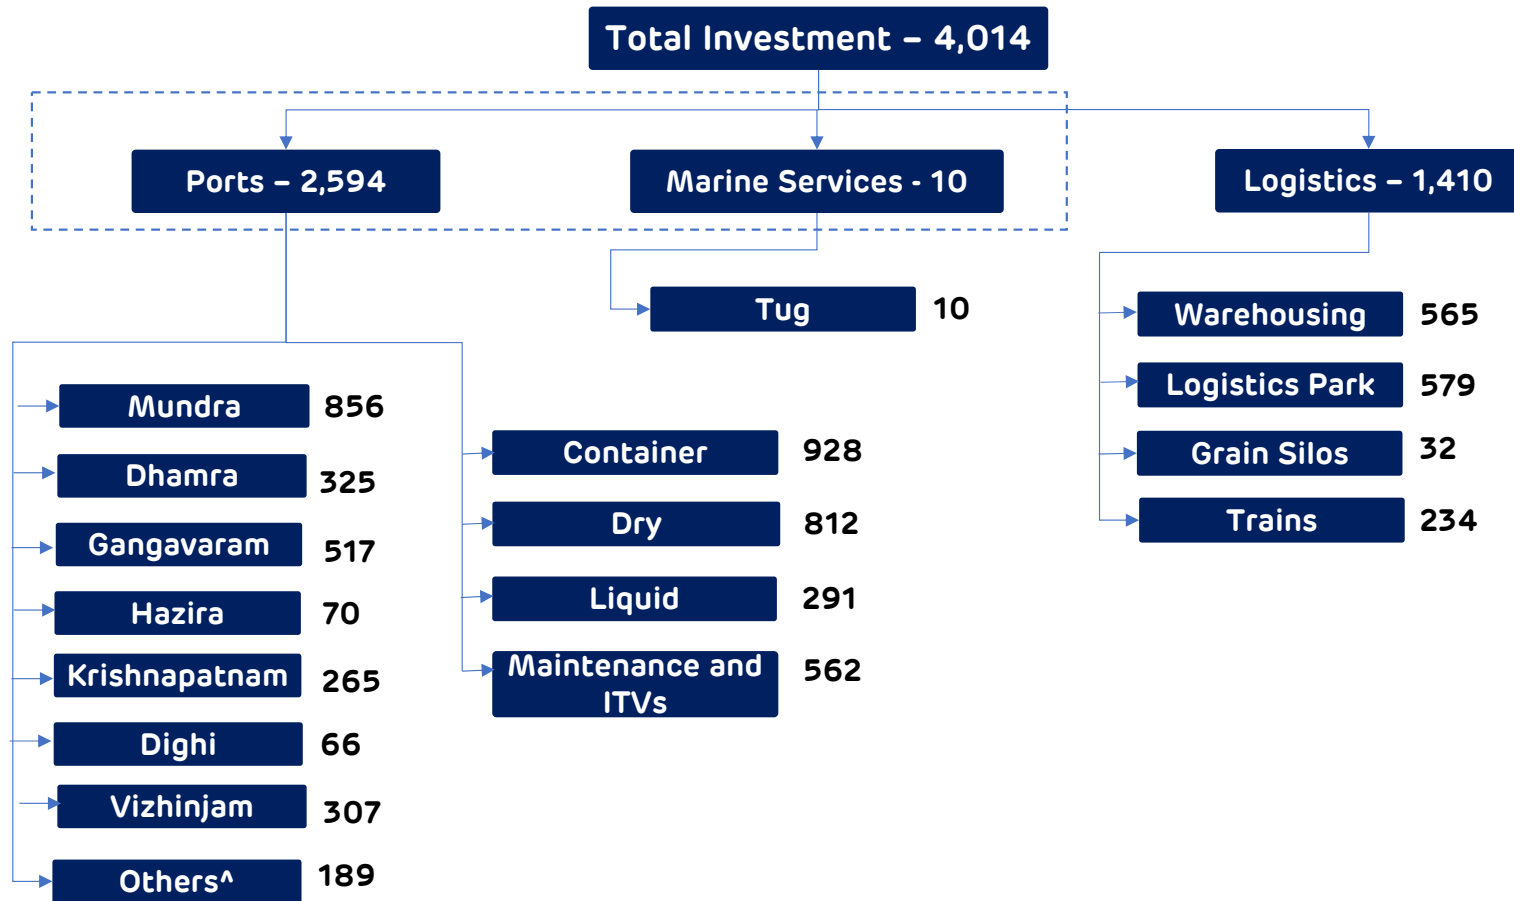 Total Investment – 4,014
Ports – 2,594
Marine Services - 10
Logistics – 1,410
Tug 10
Mundra 856
Dhamra 325
Gangavaram 517
Hazira 70
Krishnapatnam 265
Dighi 66
Vizhinjam 307
Others^ 189
Container 928
Dry 812
Liquid 291
Maintenance and
ITVs
562
Warehousing 565
Logistics Park 579
Grain Silos 32
Trains 234